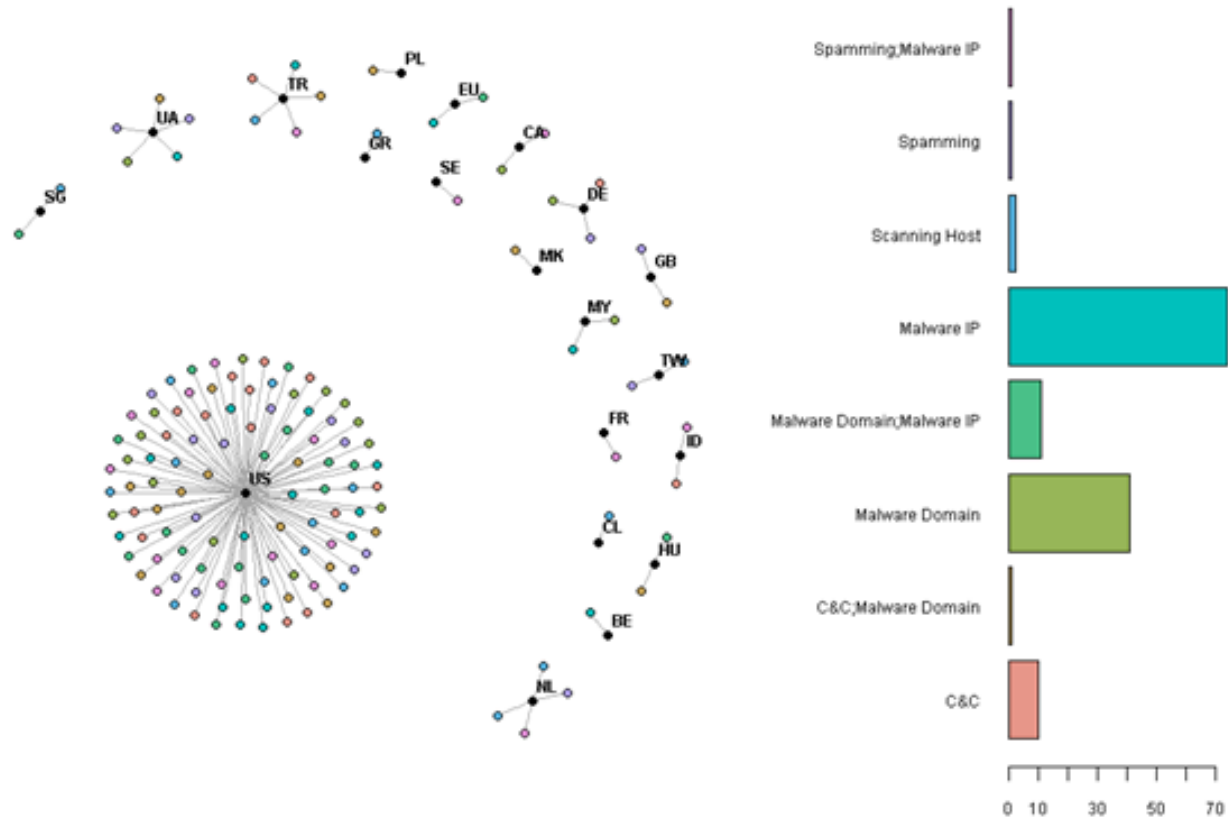 PL
TR
EU
UA
CA
GR
SE
DE
SG
MK
GB
MY
TW
FR
ID
US
CL
HU
BE
NL
Spamming;Malware IP
Spamming
Scanning Host
Malware IP
Malware Domain;Malware IP
Malware Domain
C&C;Malware Domain
C&C
0 10 30 50 70